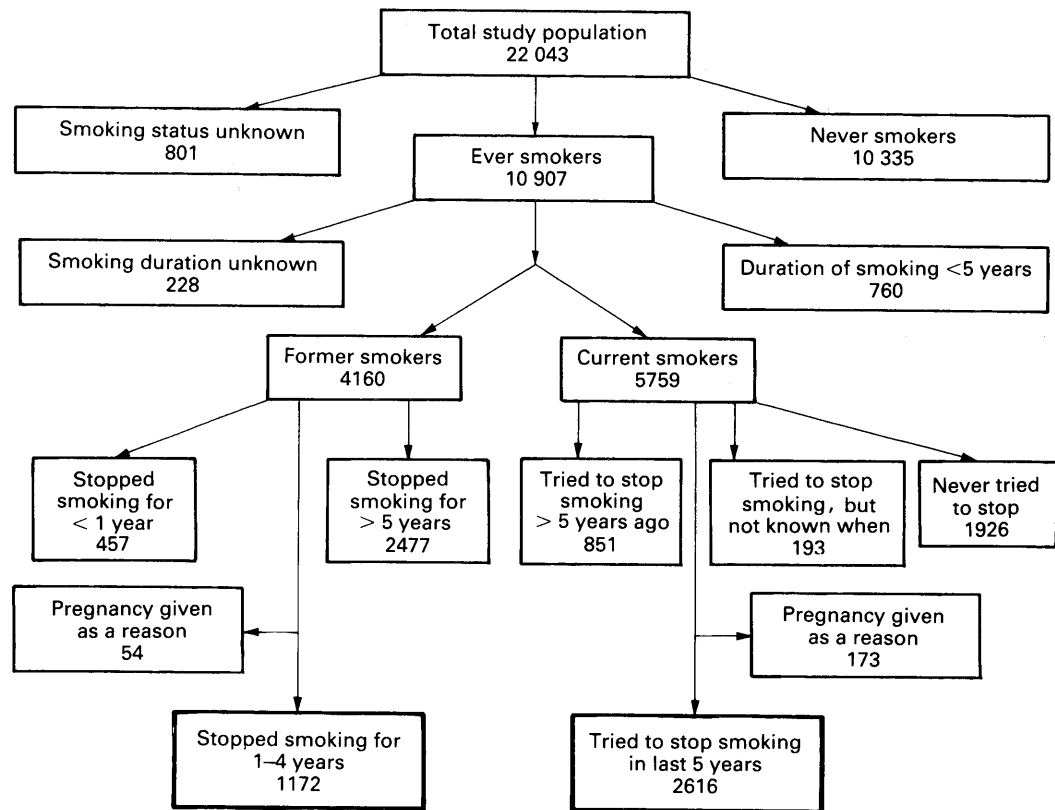 Total study population
22 043
Smoking status unknown
801
Ever smokers
10 907
Never smokers
10 335
Smoking duration unknown
228
Duration of smoking <5 years
760
Former smokers
4160
Current smokers
5759
Stopped
smoking for
< 1 year
457
Stopped
smoking for
> 5 years
2477
Tried to stop
smoking
> 5 years ago
851
Tried to stop
smoking, but
not known when
193
Never tried
to stop
1926
Pregnancy given
as a reason
54
Pregnancy given
as a reason
173
Stopped smoking for
1–4 years
1172
Tried to stop smoking
in last 5 years
2616